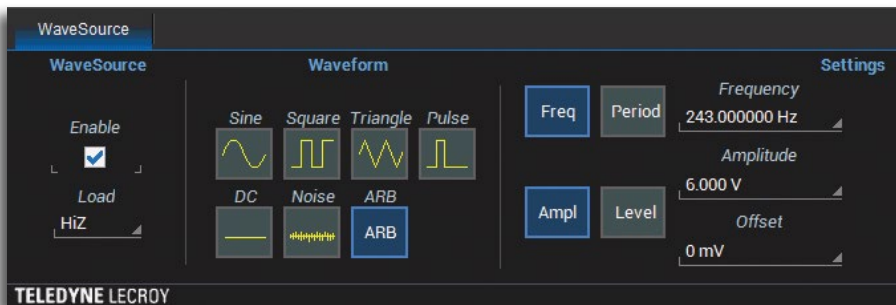 WaveSource
WaveSource
Waveform
Settings
Enable
Load
HiZ
Sine Square Triangle Pulse
DC Noise ARB
ARB
Freq Period
Ampl Level
Frequency
243.000000 Hz
Amplitude
6.000 V
Offset
0 mV
TELEDYNE LECROY